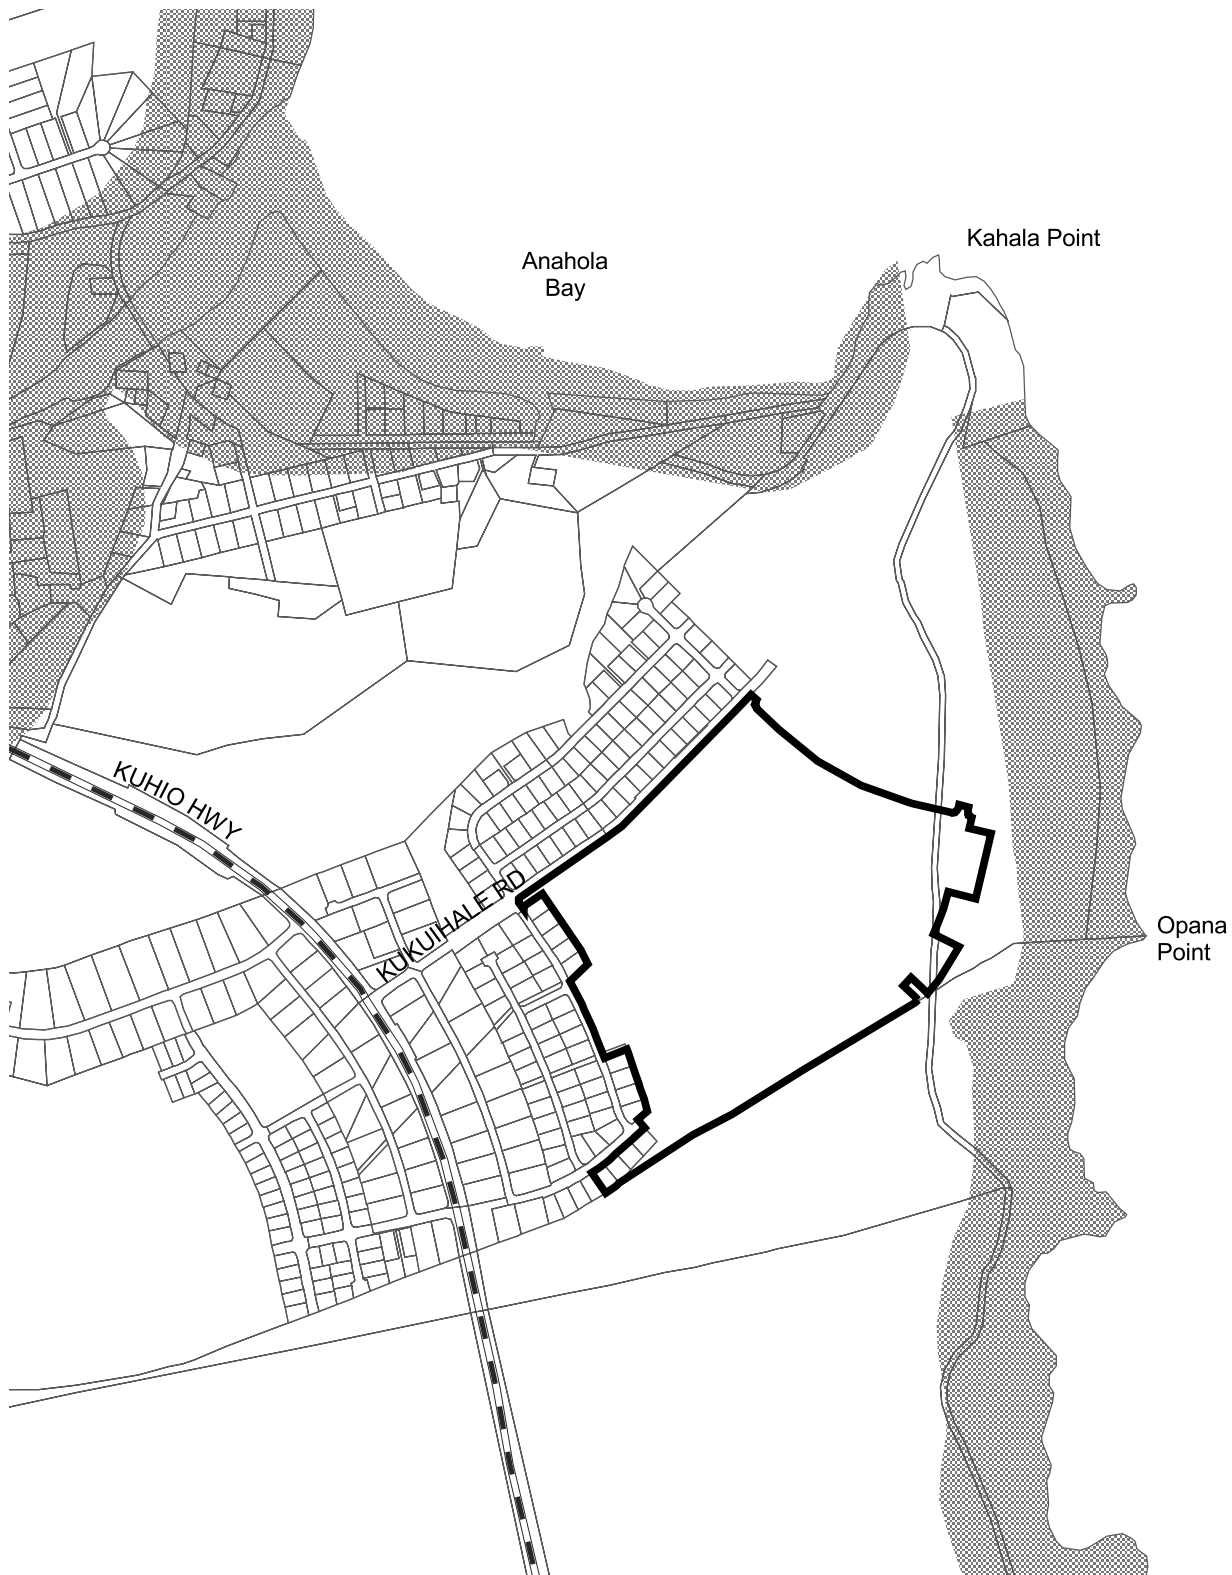 Kahala Point
Anahola
Bay
KUHIO HWY
KUKUIHALE RD
Opana
Point